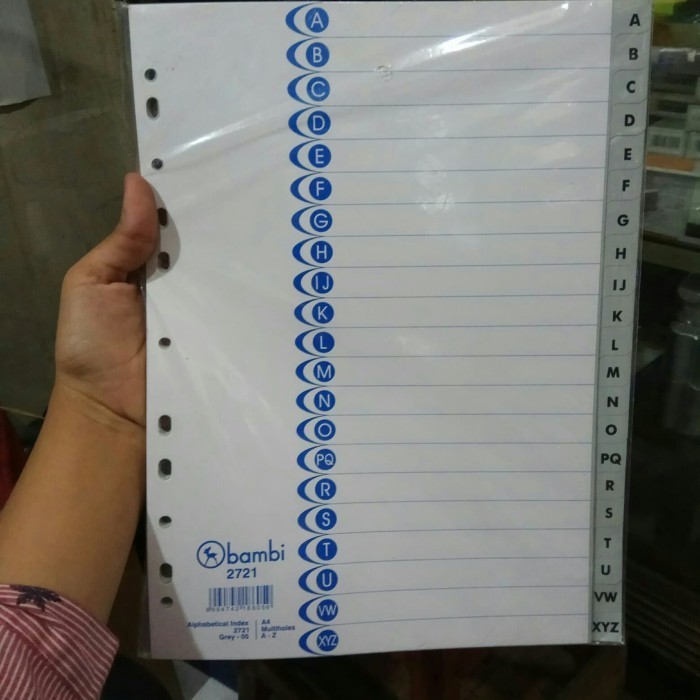 A A
B B
C C
D D
E E
F F
G G
H H
IJ IJ
K K
L L
M M
N N
O O
PQ PQ
R R
S S
T T
U U
VW VW
XYZ XYZ
bambi
2721
Alphabetical Index
2721
Grey - 05
A4
Multiholes
A - Z